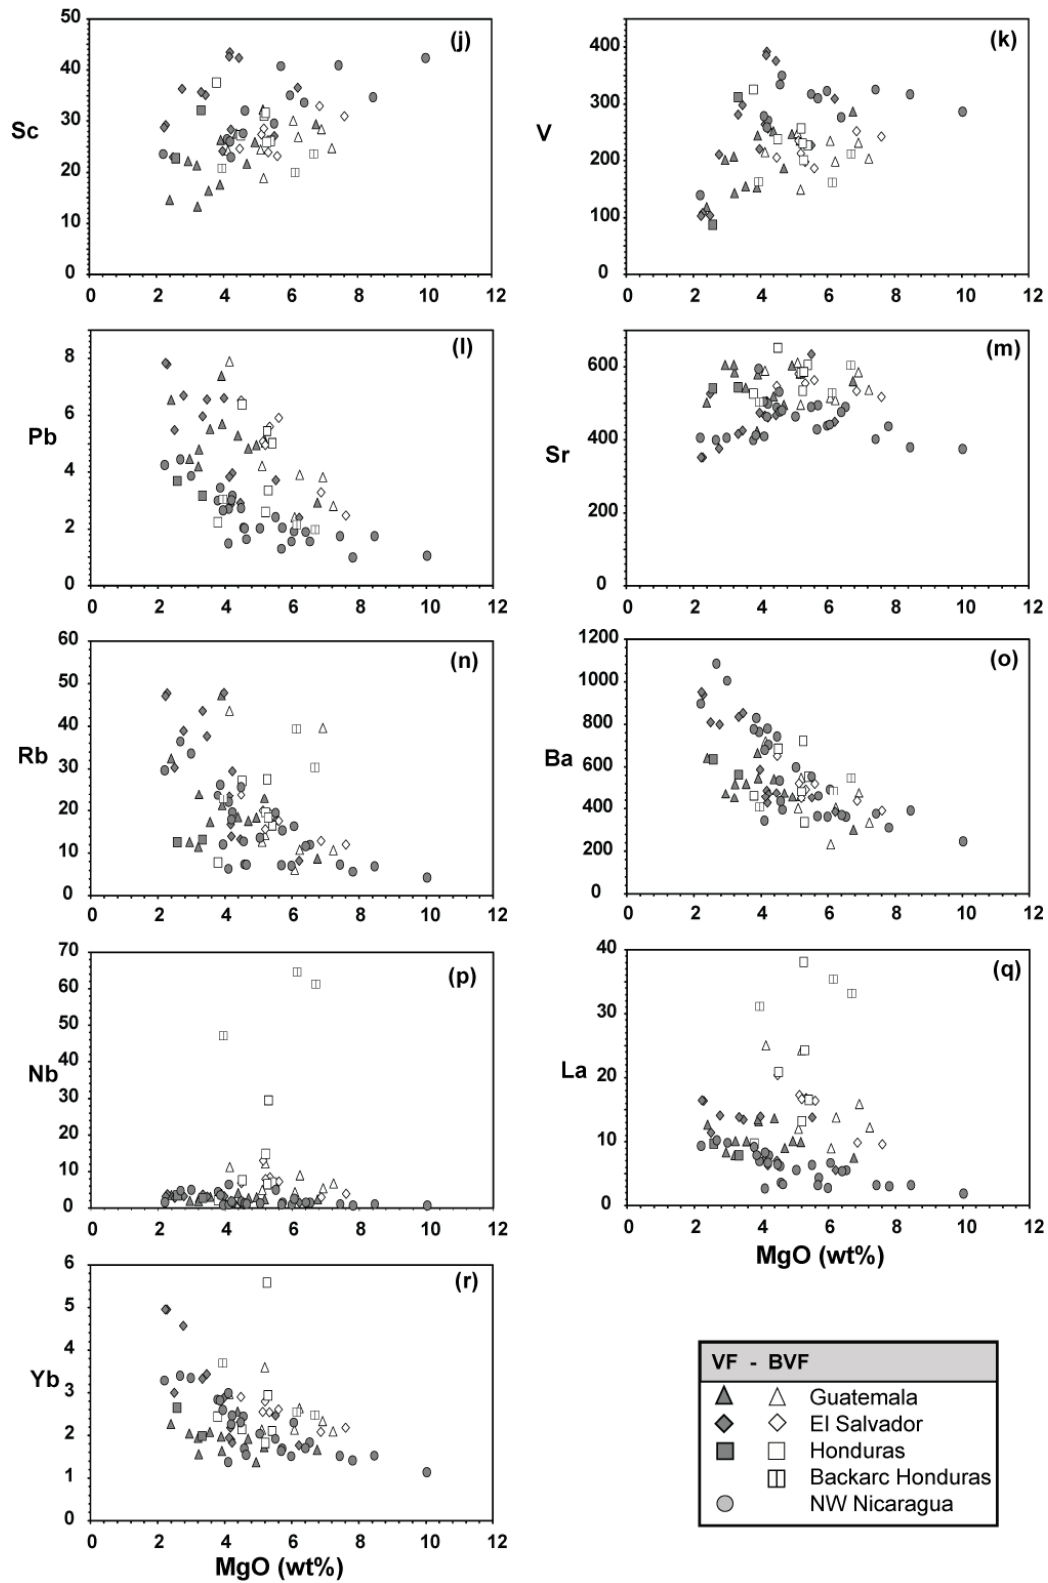 50
40
30
20
10
0
Sc
(j)
0 2 4 6 8 10 12
400
300
200
100
0
V
(k)
0 2 4 6 8 10 12
8
6
4
2
0
Pb
(l)
0 2 4 6 8 10 12
600
400
200
0
Sr
(m)
0 2 4 6 8 10 12
60
50
40
30
20
10
0
Rb
(n)
0 2 4 6 8 10 12
1200
1000
800
600
400
200
0
Ba
(o)
0 2 4 6 8 10 12
70
60
50
40
30
20
10
0
Nb
(p)
0 2 4 6 8 10 12
40
30
20
10
0
La
(q)
0 2 4 6 8 10 12
MgO (wt%)
6
5
4
3
2
1
0
Yb
(r)
0 2 4 6 8 10 12
MgO (wt%)
VF - BVF
Guatemala
El Salvador
Honduras
Backarc Honduras
NW Nicaragua